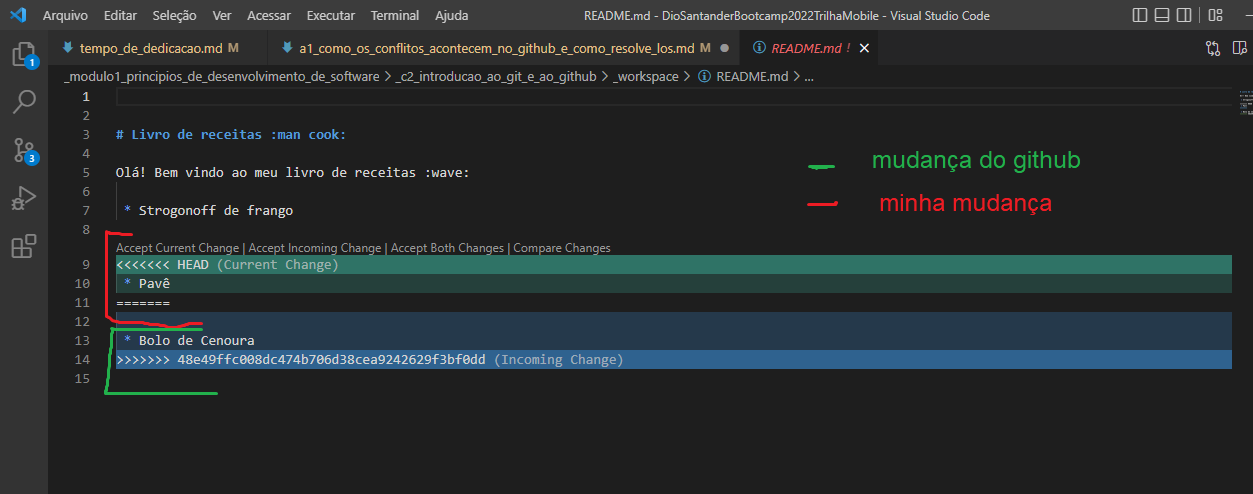 Arquivo Editar Seleção Ver Acessar Executar Terminal Ajuda README.md - DioSantanderBootcamp2022TrilhaMobile - Visual Studio Code
tempo_de_dedicacao.md M a1_como_os_conflitos_acontecem_no_github_e_como_resolve_los.md M README.md !
_modulo1_principios_de_desenvolvimento_de_software > _c2_introducao_ao_git_e_ao_github > _workspace > README.md > ...
1
1
2
3 # Livro de receitas :man cook:
4
mudança do github
5 Olá! Bem vindo ao meu livro de receitas :wave:
3
6
minha mudança
7 * Strogonoff de frango
8
Accept Current Change | Accept Incoming Change | Accept Both Changes | Compare Changes
9 <<<<<<< HEAD (Current Change)
10 * Pavê
11 =======
12
13 * Bolo de Cenoura
14 >>>>>>> 48e49ffc008dc474b706d38cea9242629f3bf0dd (Incoming Change)
15